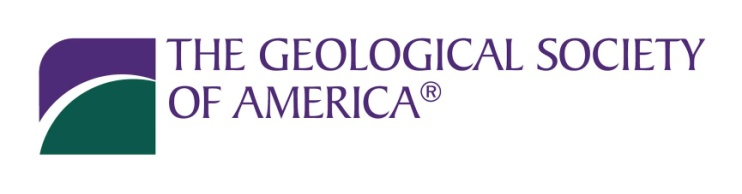 THE GEOLOGICAL SOCIETY
OF AMERICA®